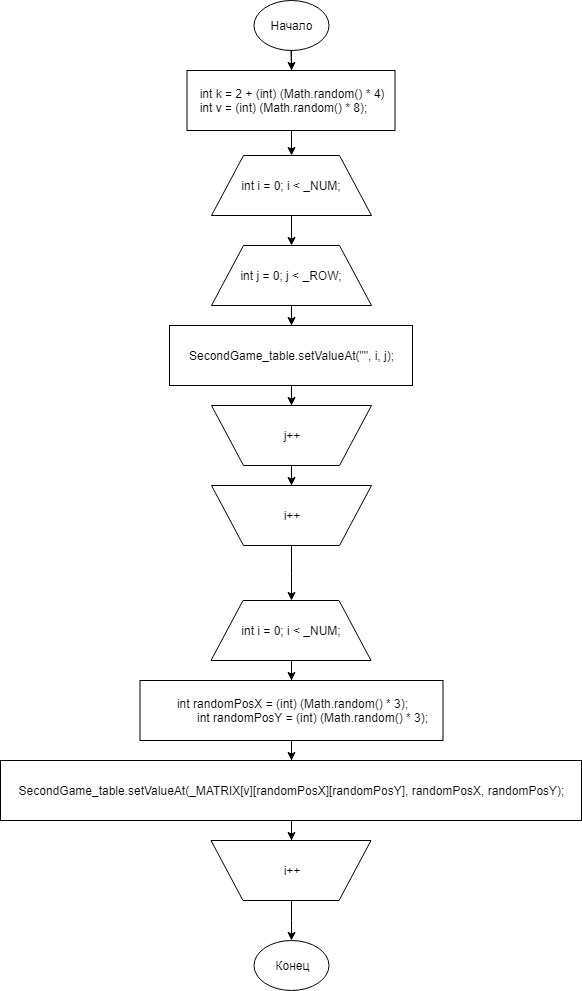 Начало
int k = 2 + (int) (Math.random() * 4)
int v = (int) (Math.random() * 8);
int i = 0; i < _NUM;
int j = 0; j < _ROW;
SecondGame_table.setValueAt("", i, j);
j++
i++
int i = 0; i < _NUM;
int randomPosX = (int) (Math.random() * 3);
int randomPosY = (int) (Math.random() * 3);
SecondGame_table.setValueAt(_MATRIX[v][randomPosX][randomPosY], randomPosX, randomPosY);
i++
Конец